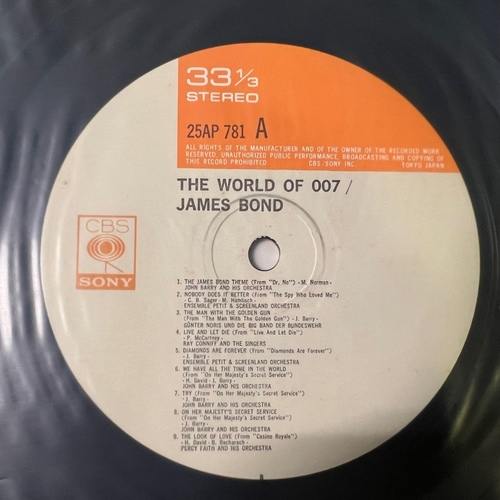 33 1/3
STEREO
25AP 781 A
ALL RIGHTS OF THE MANUFACTURER AND OF THE OWNER OF THE RECORDED WORK
RESERVED. UNAUTHORIZED PUBLIC PERFORMANCE, BROADCASTING AND COPYING OF
THIS RECORD PROHIBITED CBS/SONY INC. TOKYO JAPAN
THE WORLD OF 007 /
JAMES BOND
CBS
SONY
1. THE JAMES BOND THEME (From "Dr, No") - M. Norman -
JOHN BARRY AND HIS ORCHESTRA
2. NOBODY DOES IT BETTER (From "The Spy Who Loved Me")
- C. B. Sager - M. Hamlisch -
ENSEMBLE PETIT & SCREENLAND ORCHESTRA
3. THE MAN WITH THE GOLDEN GUN
(From "The Man With The Golden Gun") - J. Barry -
GÜNTER NORIS UND DIE BIG BAND DER BUNDESWEHR
4. LIVE AND LET DIE (From "Live And Let Die")
- P. McCartney -
RAY CONNIFF AND THE SINGERS
5. DIAMONDS ARE FOREVER (From "Diamonds Are Forever")
- J. Barry -
ENSEMBLE PETIT & SCREENLAND ORCHESTRA
6. WE HAVE ALL THE TIME IN THE WORLD
(From "On Her Majesty's Secret Service")
- H. David - J. Barry -
JOHN BARRY AND HIS ORCHESTRA
7. TRY (From "On Her Majesty's Secret Service")
- J. Barry -
JOHN BARRY AND HIS ORCHESTRA
8. ON HER MAJESTY'S SECRET SERVICE
(From "On Her Majesty's Secret Service")
- J. Barry -
JOHN BARRY AND HIS ORCHESTRA
9. THE LOOK OF LOVE (From "Casino Royale")
- H. David - B. Bacharach -
PERCY FAITH AND HIS ORCHESTRA